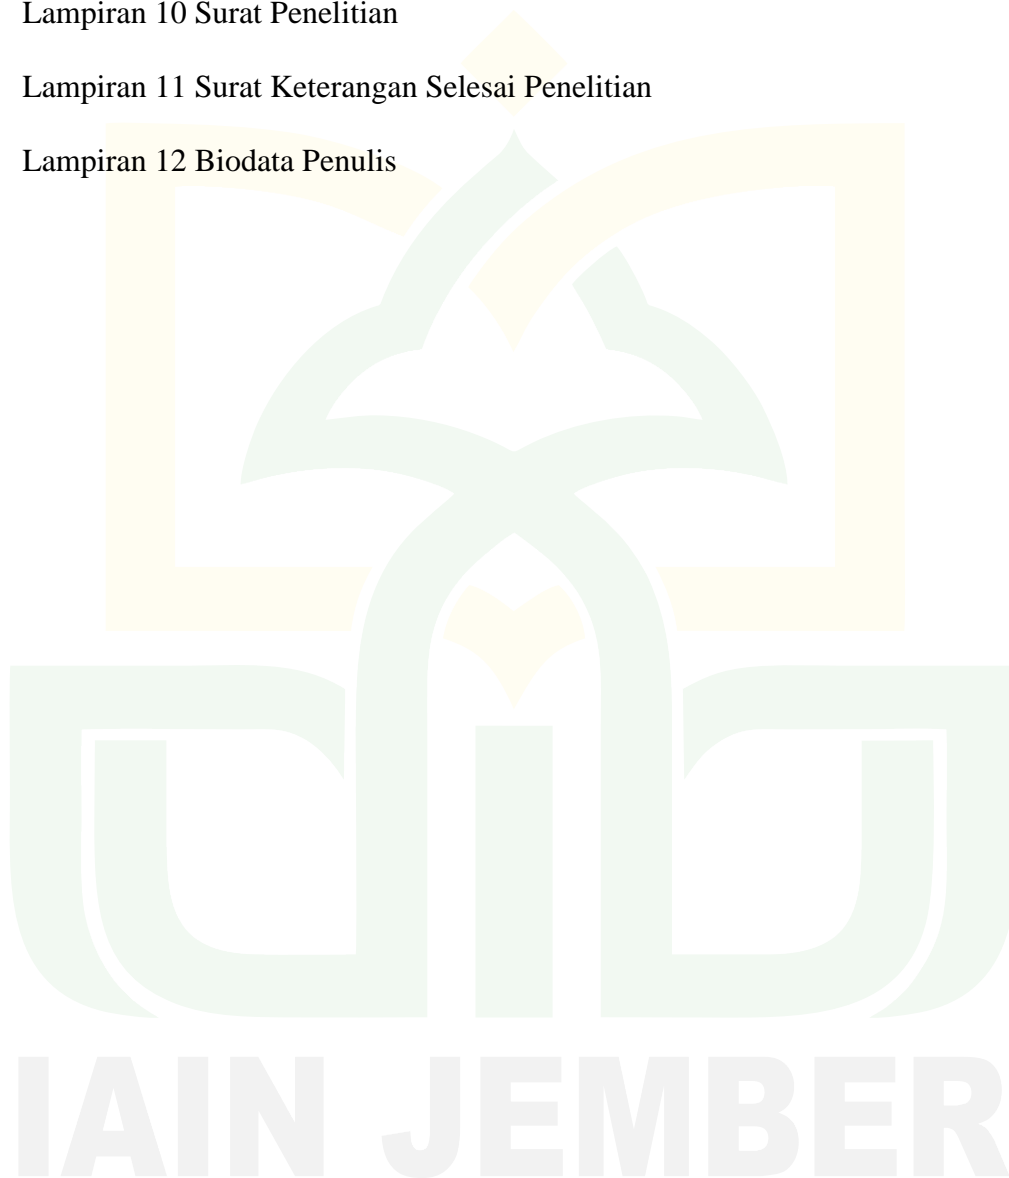 Lampiran 10 Surat Penelitian
Lampiran 11 Surat Keterangan Selesai Penelitian
Lampiran 12 Biodata Penulis
IAIN JEMBER